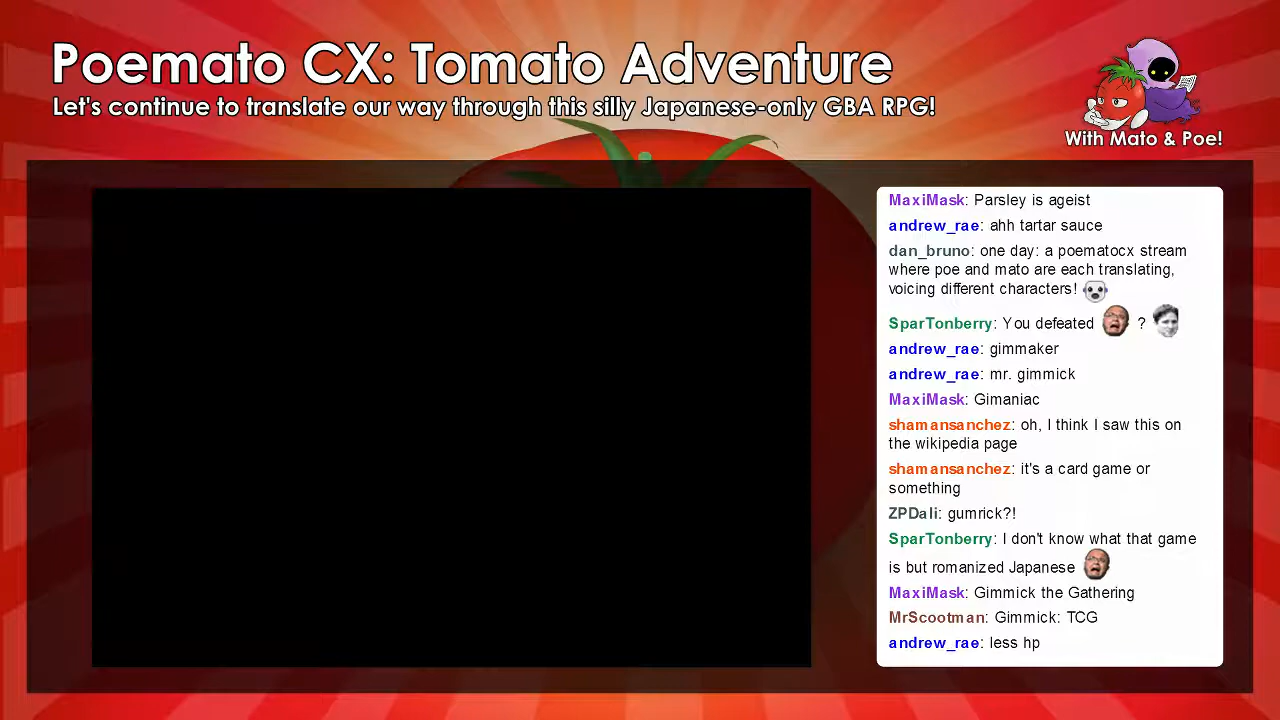 Poemato CX: Tomato Adventure
Let's continue to translate our way through this silly Japanese-only GBA RPG!
With Mato & Poe!
MaxiMask: Parsley is ageist
andrew_rae: ahh tartar sauce
dan_bruno: one day: a poematocx stream
where poe and mato are each translating,
voicing different characters!
SparTonberry: You defeated ?
andrew_rae: gimmaker
andrew_rae: mr. gimmick
MaxiMask: Gimaniac
shamansanchez: oh, I think I saw this on
the wikipedia page
shamansanchez: it's a card game or
something
ZPDali: gumrick?!
SparTonberry: I don't know what that game
is but romanized Japanese
MaxiMask: Gimmick the Gathering
MrScootman: Gimmick: TCG
andrew_rae: less hp